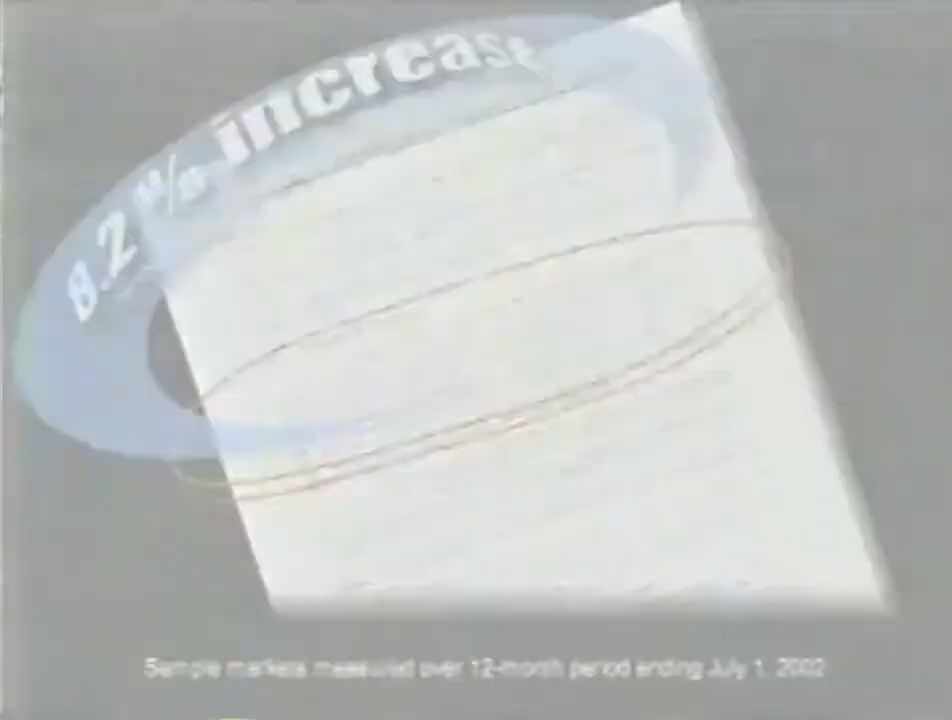 8.2% increase
Sample markets measured over 12-month period ending July 1, 2002